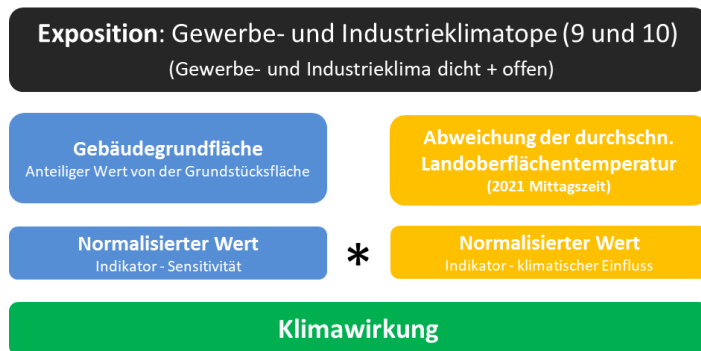 Exposition: Gewerbe- und Industrieklimatope (9 und 10)
(Gewerbe- und Industrieklima dicht + offen)
Gebäudegrundfläche
Anteiliger Wert von der Grundstücksfläche
Abweichung der durchschn.
Landoberflächentemperatur
(2021 Mittagszeit)
Normalisierter Wert
Indikator - Sensitivität
*
Normalisierter Wert
Indikator - klimatischer Einfluss
Klimawirkung